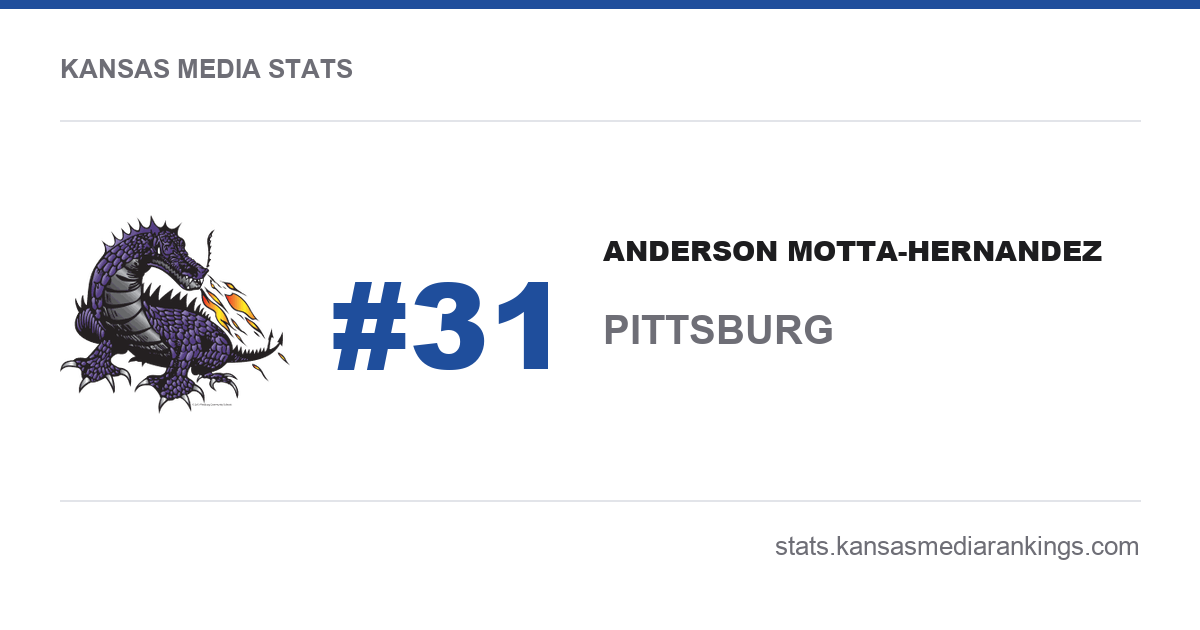 KANSAS MEDIA STATS
#31
ANDERSON MOTTA-HERNANDEZ
PITTSBURG
stats.kansasmediarankings.com